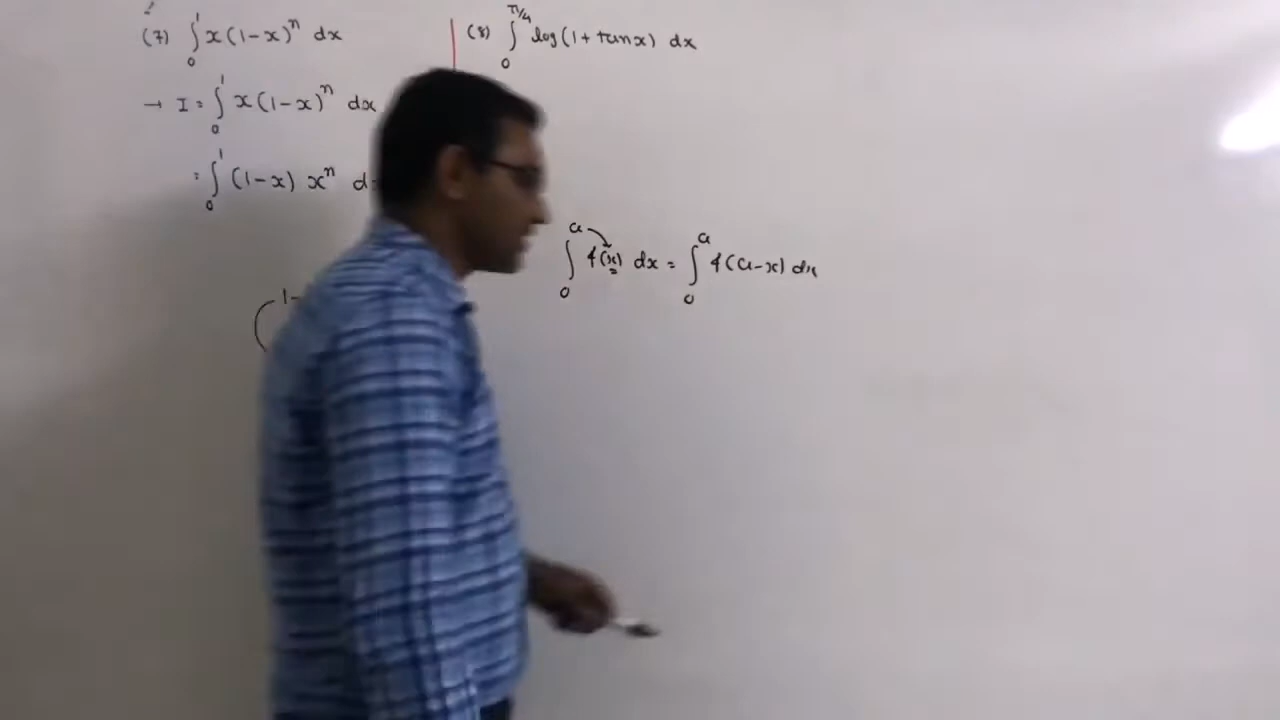 (7) ∫₀¹ x(1-x)ⁿ dx
→ I = ∫₀¹ x(1-x)ⁿ dx
= ∫₀¹ (1-x) xⁿ d
1-
(8) ∫₀^π/4 log(1+tanx) dx
∫₀ᵃ f(x) dx = ∫₀ᵃ f(a-x) dx